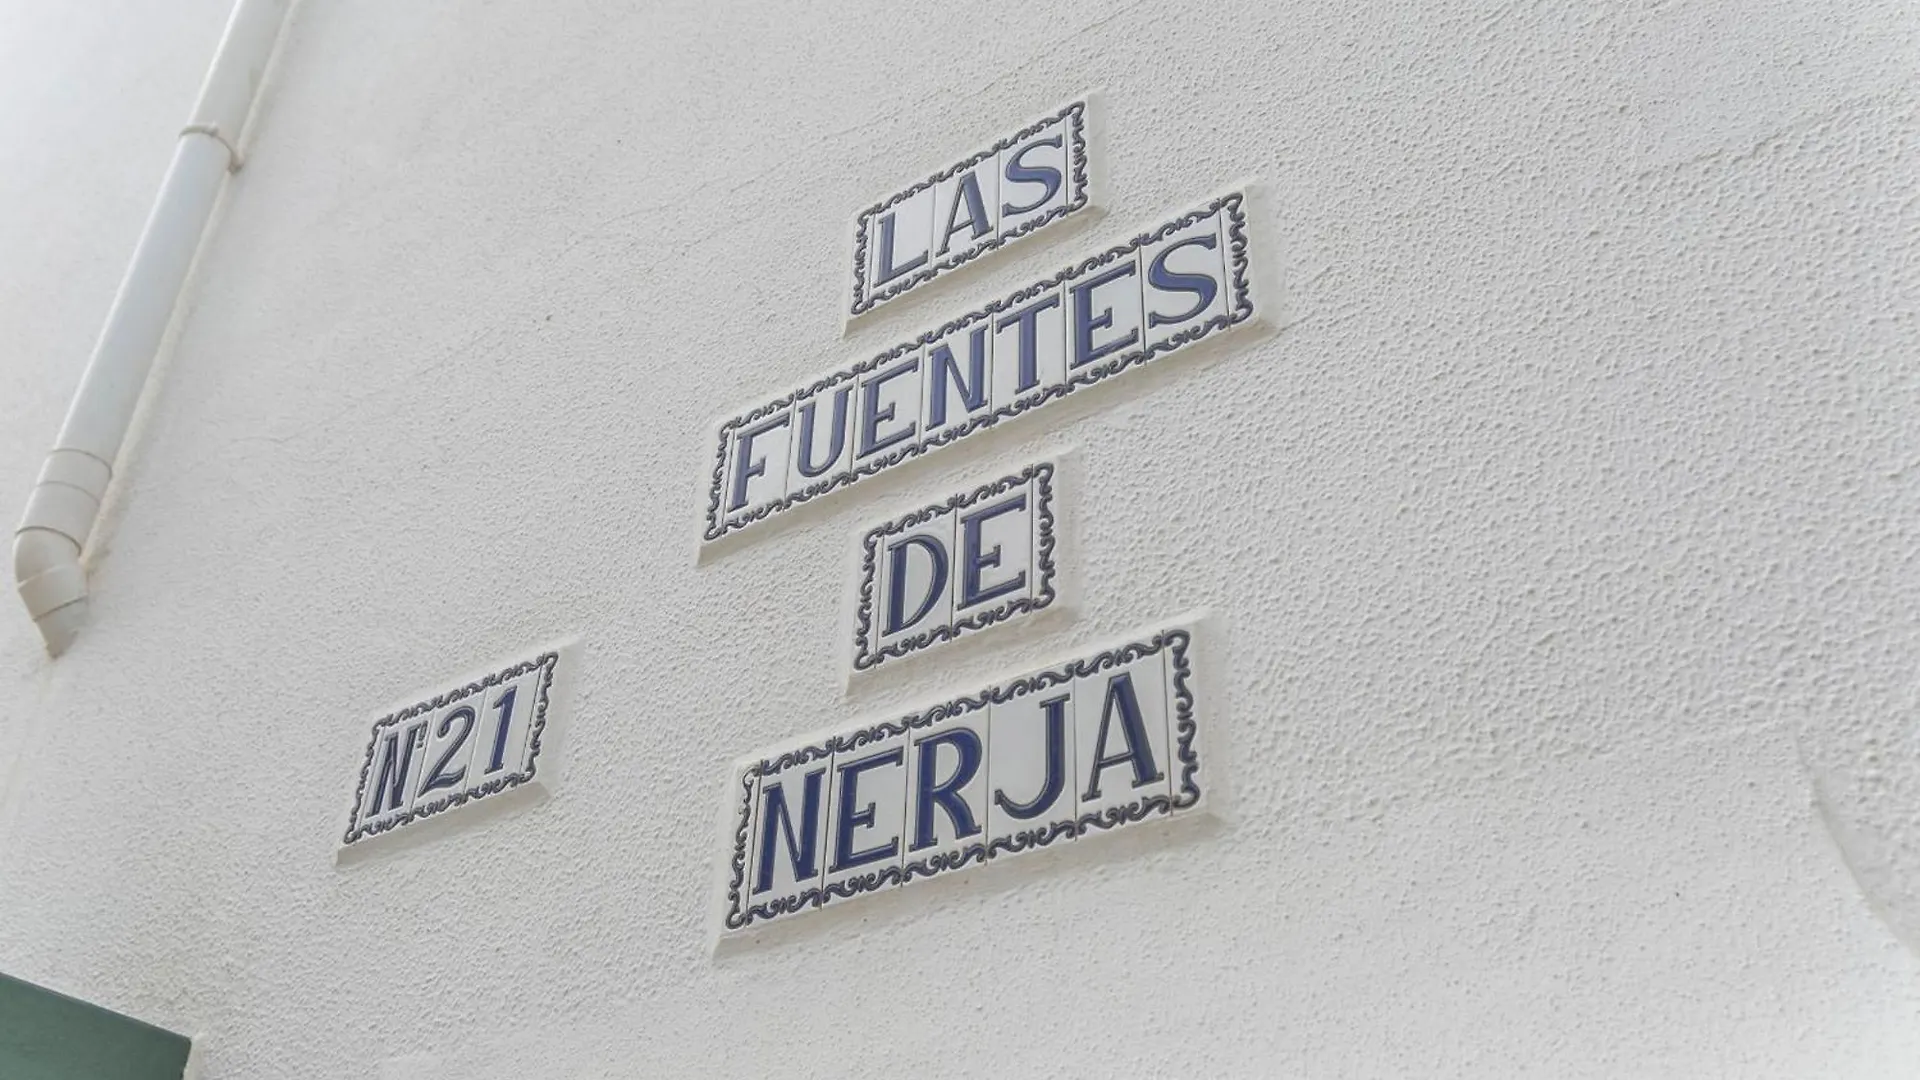 LAS
FUENTES
DE
NERJA
Nº21